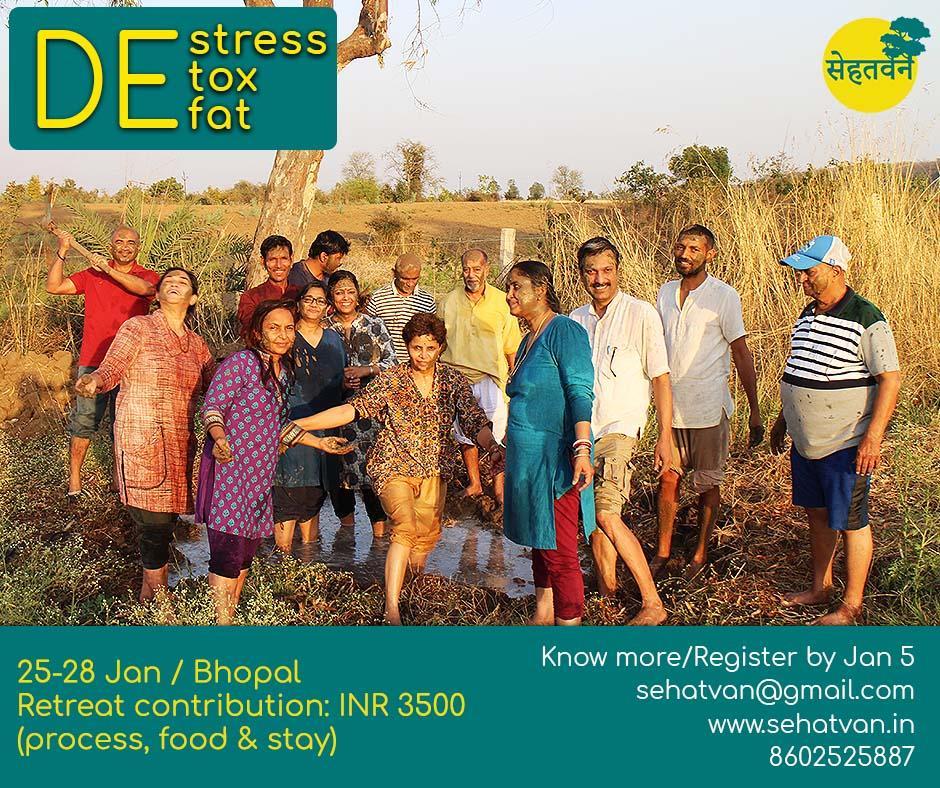 DE
stress
tox
fat
सेहतवन
25-28 Jan / Bhopal
Retreat contribution: INR 3500
(process, food & stay)
Know more/Register by Jan 5
sehatvan@gmail.com
www.sehatvan.in
8602525887